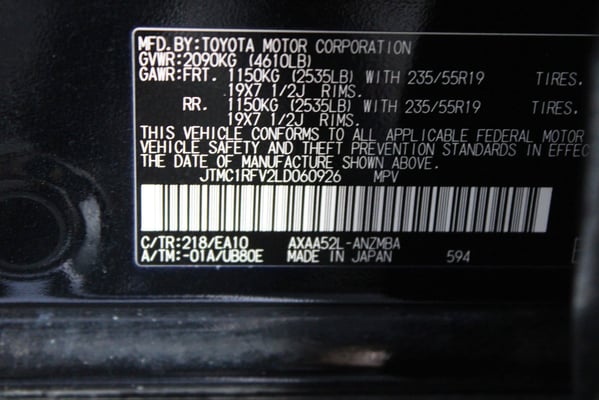 MFD. BY: TOYOTA MOTOR CORPORATION
GVWR: 2090KG (4610LB)
GAWR: FRT. 1150KG (2535LB) WITH 235/55R19 TIRES.
19X7 1/2J RIMS.
RR. 1150KG (2535LB) WITH 235/55R19 TIRES.
19X7 1/2J RIMS.
THIS VEHICLE CONFORMS TO ALL APPLICABLE FEDERAL MOTOR
VEHICLE SAFETY AND THEFT PREVENTION STANDARDS IN EFFEC
THE DATE OF MANUFACTURE SHOWN ABOVE.
JTMC1RFV2LD060926 MPV
C/TR: 218/EA10 AXAA52L-ANZMBA
A/TM: -01A/UB80E MADE IN JAPAN 594